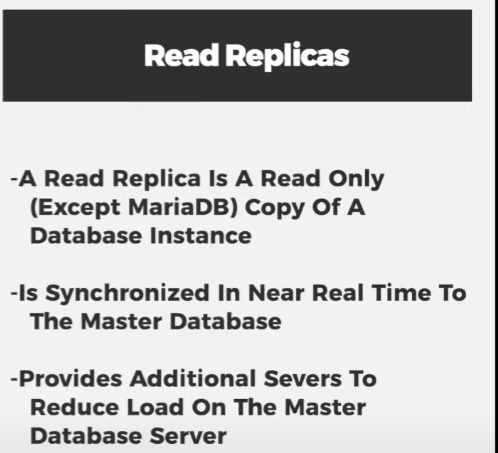 Read Replicas
-A Read Replica Is A Read Only
(Except MariaDB) Copy Of A
Database Instance
-Is Synchronized In Near Real Time To
The Master Database
-Provides Additional Severs To
Reduce Load On The Master
Database Server